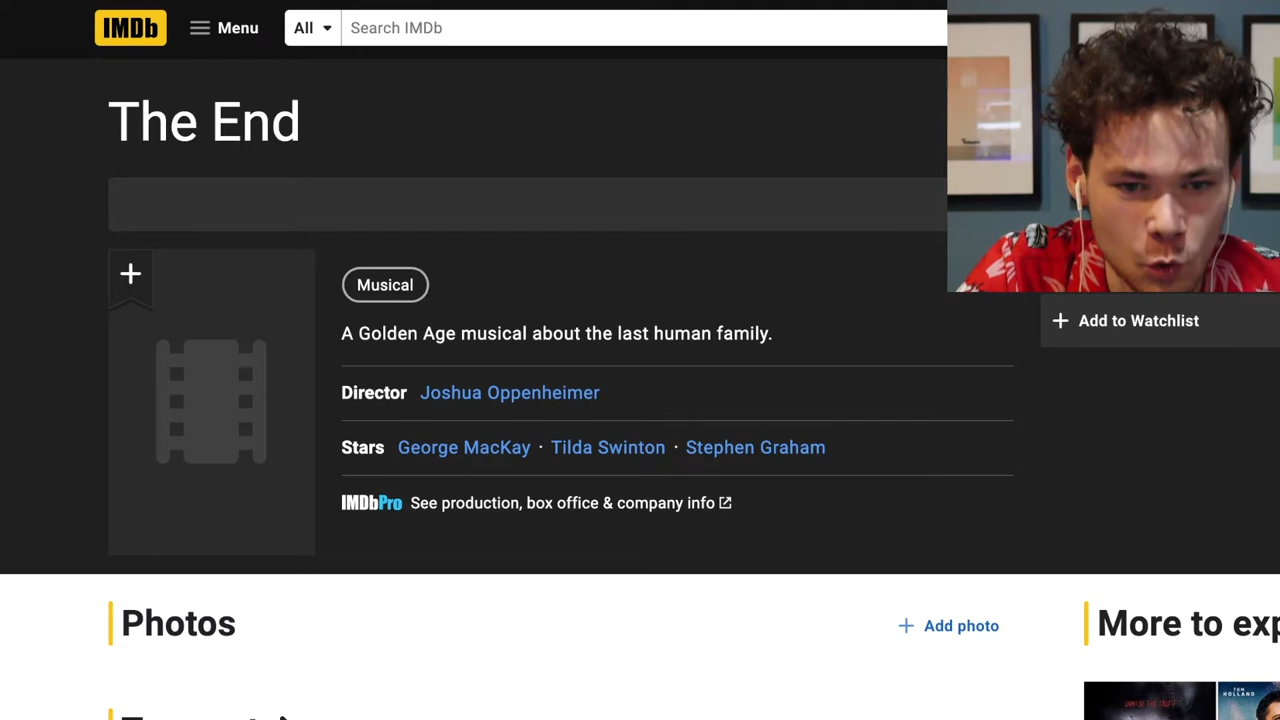 IMDb Menu All Search IMDb
The End
Musical
A Golden Age musical about the last human family.
Add to Watchlist
Director Joshua Oppenheimer
Stars George MacKay · Tilda Swinton · Stephen Graham
IMDbPro See production, box office & company info
Photos
+ Add photo
More to exp
TOM
HOLLAND